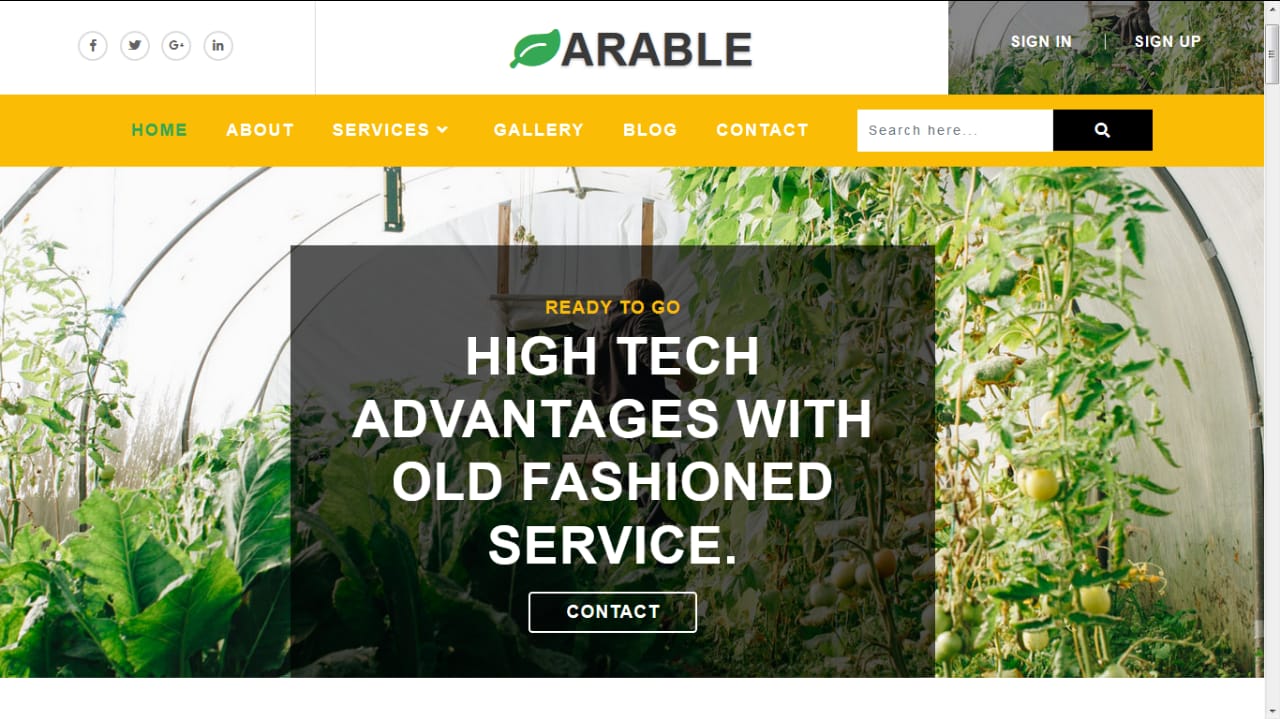 ARABLE
SIGN IN | SIGN UP
HOME ABOUT SERVICES GALLERY BLOG CONTACT Search here...
READY TO GO
HIGH TECH
ADVANTAGES WITH
OLD FASHIONED
SERVICE.
CONTACT